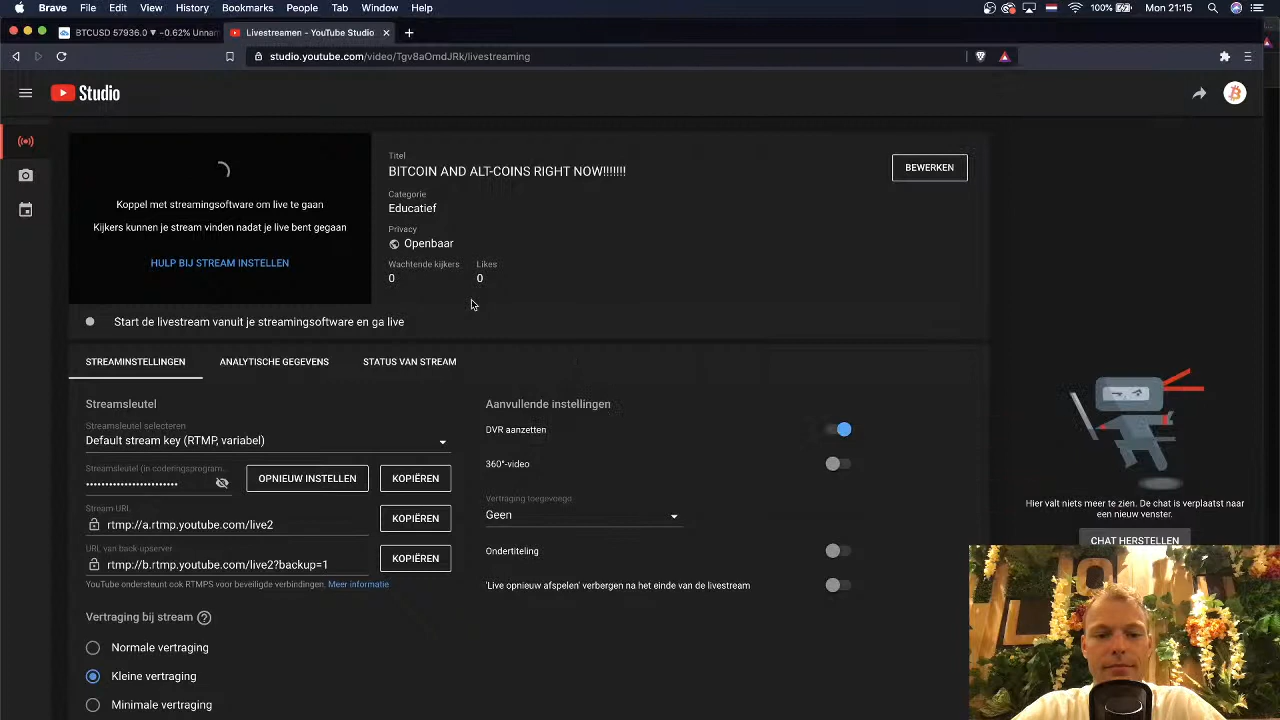 Brave File Edit View History Bookmarks People Tab Window Help 100% Mon 21:15
BTCUSD 57936.0 ▼ −0.62% Unnar
Livestreamen - YouTube Studio
studio.youtube.com/video/Tgv8aOmdJRk/livestreaming
Studio
Koppel met streamingsoftware om live te gaan
Kijkers kunnen je stream vinden nadat je live bent gegaan
HULP BIJ STREAM INSTELLEN
Titel
BITCOIN AND ALT-COINS RIGHT NOW!!!!!!!
BEWERKEN
Categorie
Educatief
Privacy
Openbaar
Wachtende kijkers Likes
0 0
Start de livestream vanuit je streamingsoftware en ga live
STREAMINSTELLINGEN ANALYTISCHE GEGEVENS STATUS VAN STREAM
Streamsleutel
Streamsleutel selecteren
Default stream key (RTMP, variabel)
Streamsleutel (in coderingsprogram...
••••••••••••••••••••••••
OPNIEUW INSTELLEN
KOPIËREN
Stream URL
rtmp://a.rtmp.youtube.com/live2
KOPIËREN
URL van back-upserver
rtmp://b.rtmp.youtube.com/live2?backup=1
KOPIËREN
YouTube ondersteunt ook RTMPS voor beveiligde verbindingen. Meer informatie
Vertraging bij stream
Normale vertraging
Kleine vertraging
Minimale vertraging
Aanvullende instellingen
DVR aanzetten
360°-video
Vertraging toegevoegd
Geen
Ondertiteling
'Live opnieuw afspelen' verbergen na het einde van de livestream
Hier valt niets meer te zien. De chat is verplaatst naar
een nieuw venster.
CHAT HERSTELLEN